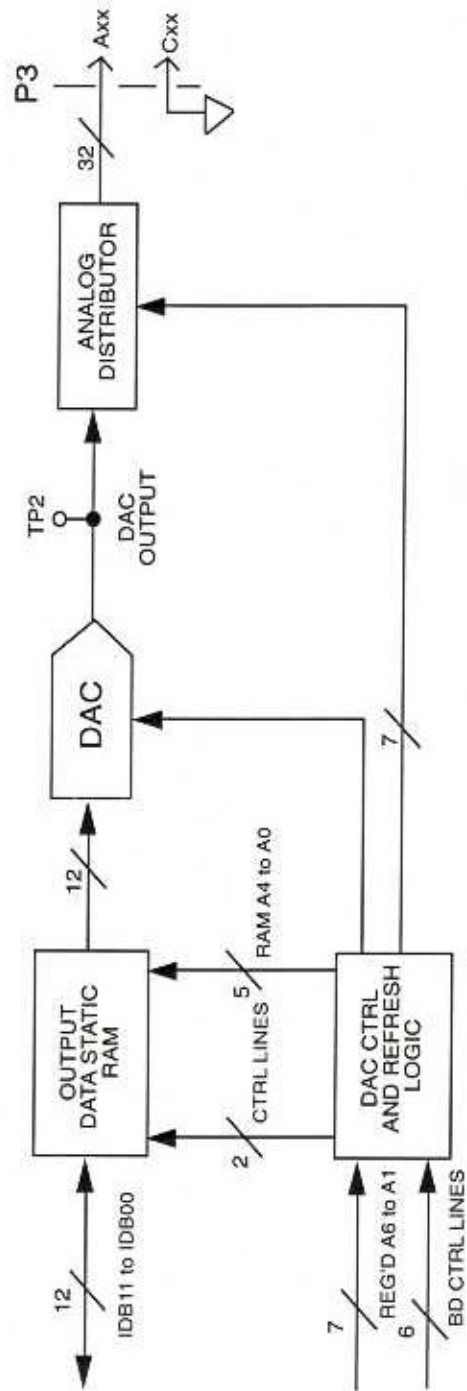 P3
32
Axx
Cxx
ANALOG
DISTRIBUTOR
TP2
DAC
OUTPUT
DAC
12
OUTPUT
DATA STATIC
RAM
12
IDB11 to IDB00
7
5
RAM A4 to A0
2
CTRL LINES
DAC CTRL
AND REFRESH
LOGIC
7
REG'D A6 to A1
6
BD CTRL LINES